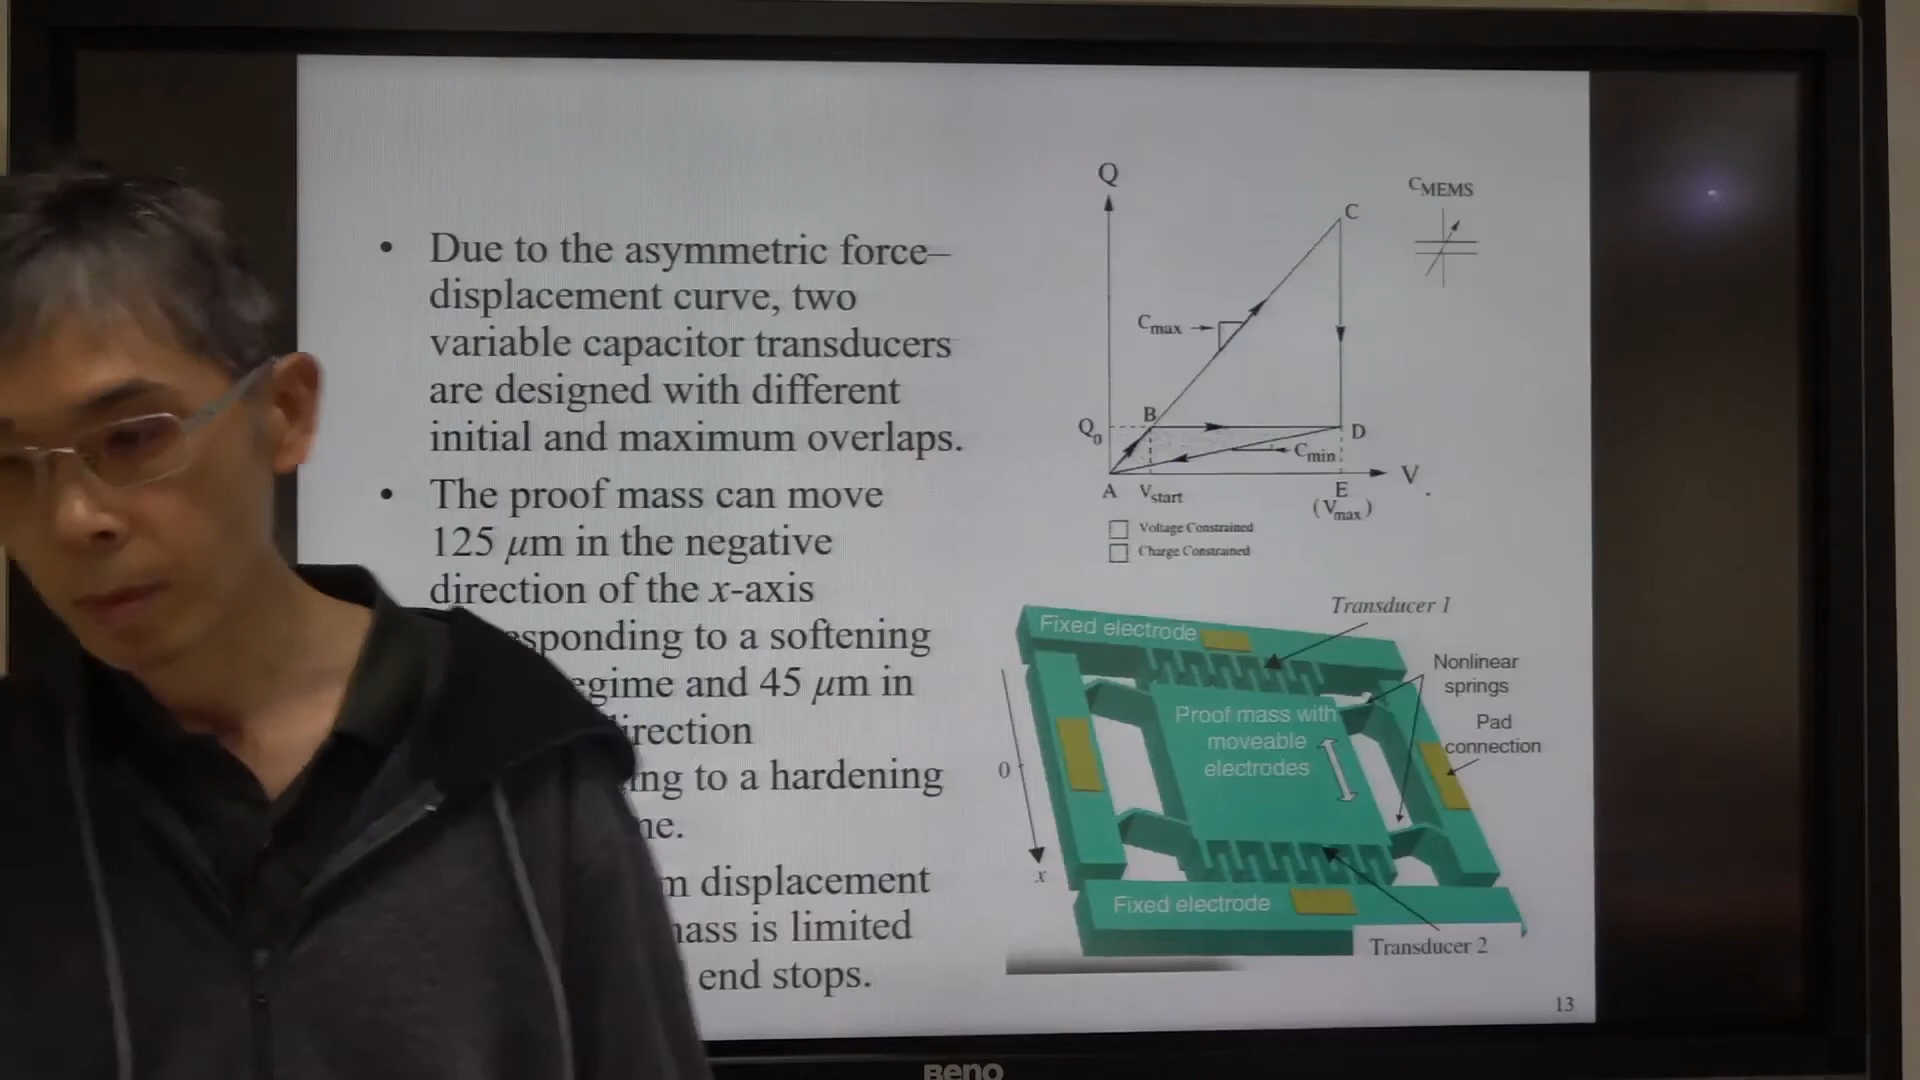 • Due to the asymmetric force–
displacement curve, two
variable capacitor transducers
are designed with different
initial and maximum overlaps.
• The proof mass can move
125 μm in the negative
direction of the x-axis
sponding to a softening
egime and 45 μm in
irection
ng to a hardening
ne.
m displacement
ass is limited
end stops.
Q
C
CMEMS
Cmax
B
Q0
D
Cmin
V
A Vstart E
(Vmax)
Voltage Constrained
Charge Constrained
Transducer 1
Fixed electrode
Nonlinear
springs
Proof mass with
moveable
electrodes
Pad
connection
0
x
Fixed electrode
Transducer 2
13
BenQ